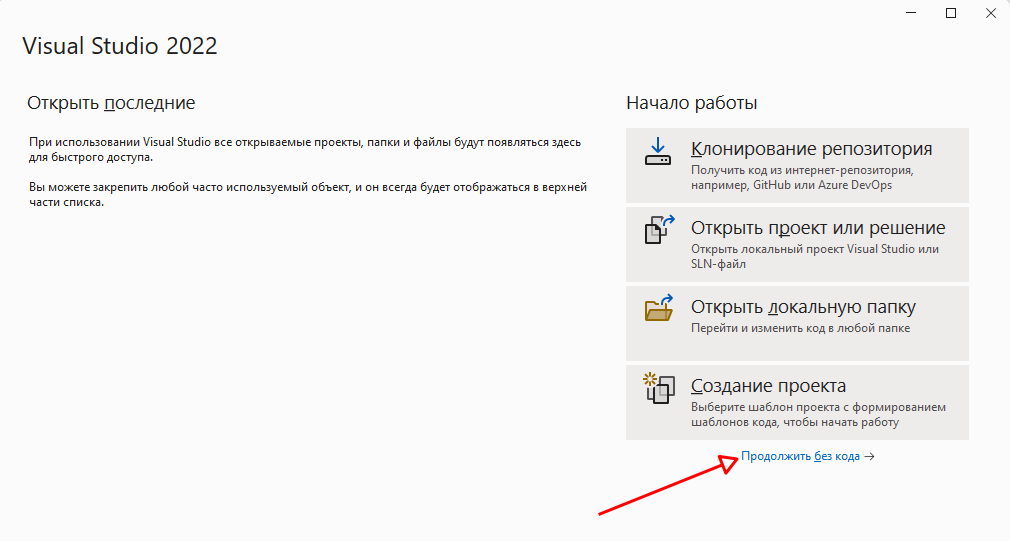 Visual Studio 2022
Открыть последние
При использовании Visual Studio все открываемые проекты, папки и файлы будут появляться здесь
для быстрого доступа.
Вы можете закрепить любой часто используемый объект, и он всегда будет отображаться в верхней
части списка.
Начало работы
Клонирование репозитория
Получить код из интернет-репозитория,
например, GitHub или Azure DevOps
Открыть проект или решение
Открыть локальный проект Visual Studio или
SLN-файл
Открыть локальную папку
Перейти и изменить код в любой папке
Создание проекта
Выберите шаблон проекта с формированием
шаблонов кода, чтобы начать работу
Продолжить без кода →